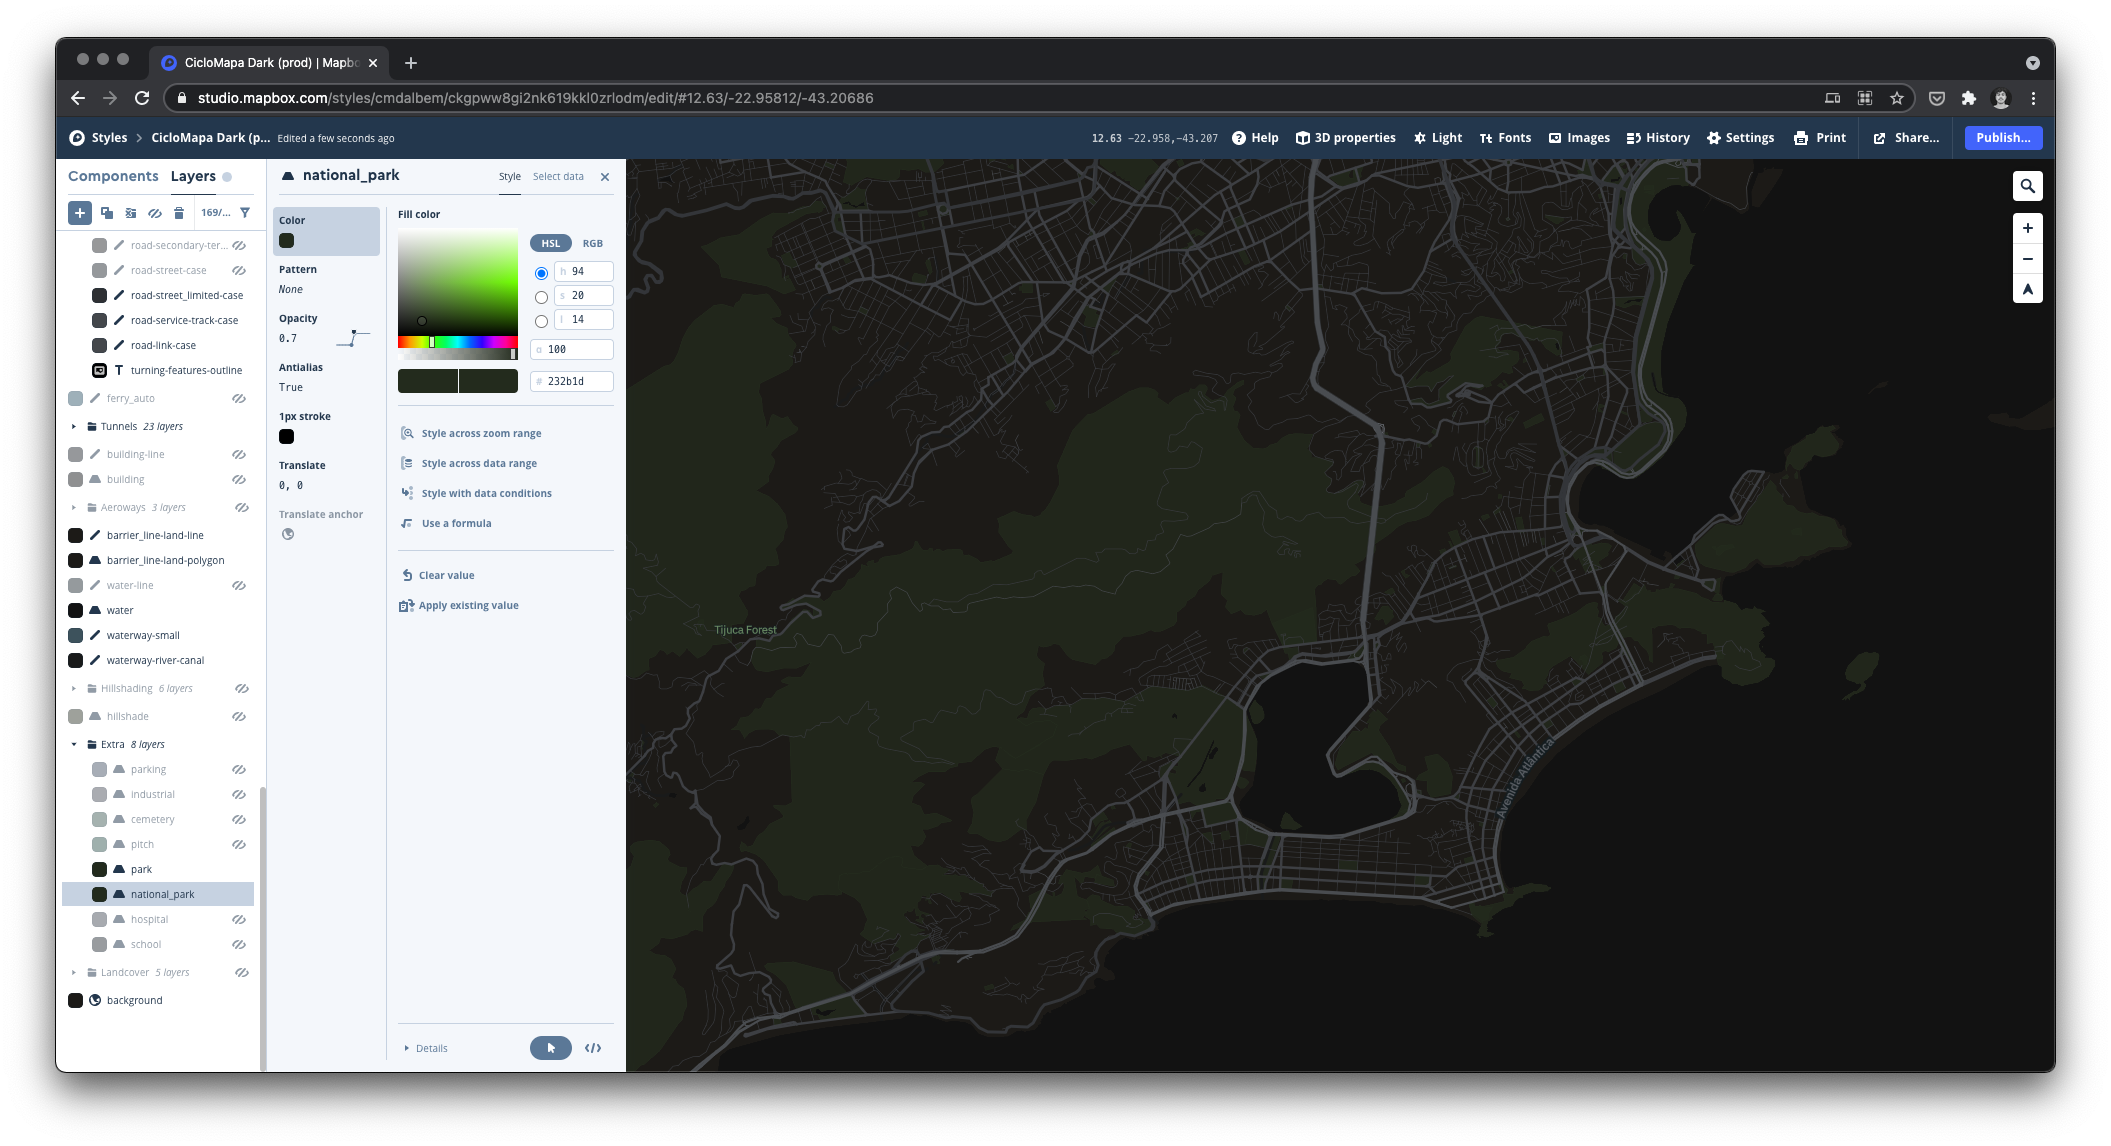 CicloMapa Dark (prod) | Mapbo
studio.mapbox.com/styles/cmdalbem/ckgpww8gi2nk619kkl0zrlodm/edit/#12.63/-22.95812/-43.20686
Styles > CicloMapa Dark (p... Edited a few seconds ago
12.63 -22.958,-43.207 Help 3D properties Light Fonts Images History Settings Print Share... Publish...
Components Layers
169/...
road-secondary-ter...
road-street-case
road-street_limited-case
road-service-track-case
road-link-case
turning-features-outline
ferry_auto
Tunnels 23 layers
building-line
building
Aeroways 3 layers
barrier_line-land-line
barrier_line-land-polygon
water-line
water
waterway-small
waterway-river-canal
Hillshading 6 layers
hillshade
Extra 8 layers
parking
industrial
cemetery
pitch
park
national_park
hospital
school
Landcover 5 layers
background
national_park
Style Select data
Color
Pattern
None
Opacity
0.7
Antialias
True
1px stroke
Translate
0, 0
Translate anchor
Fill color
HSL RGB
h 94
s 20
l 14
o 100
# 232b1d
Style across zoom range
Style across data range
Style with data conditions
Use a formula
Clear value
Apply existing value
Details
Tijuca Forest
Avenida Atlântica